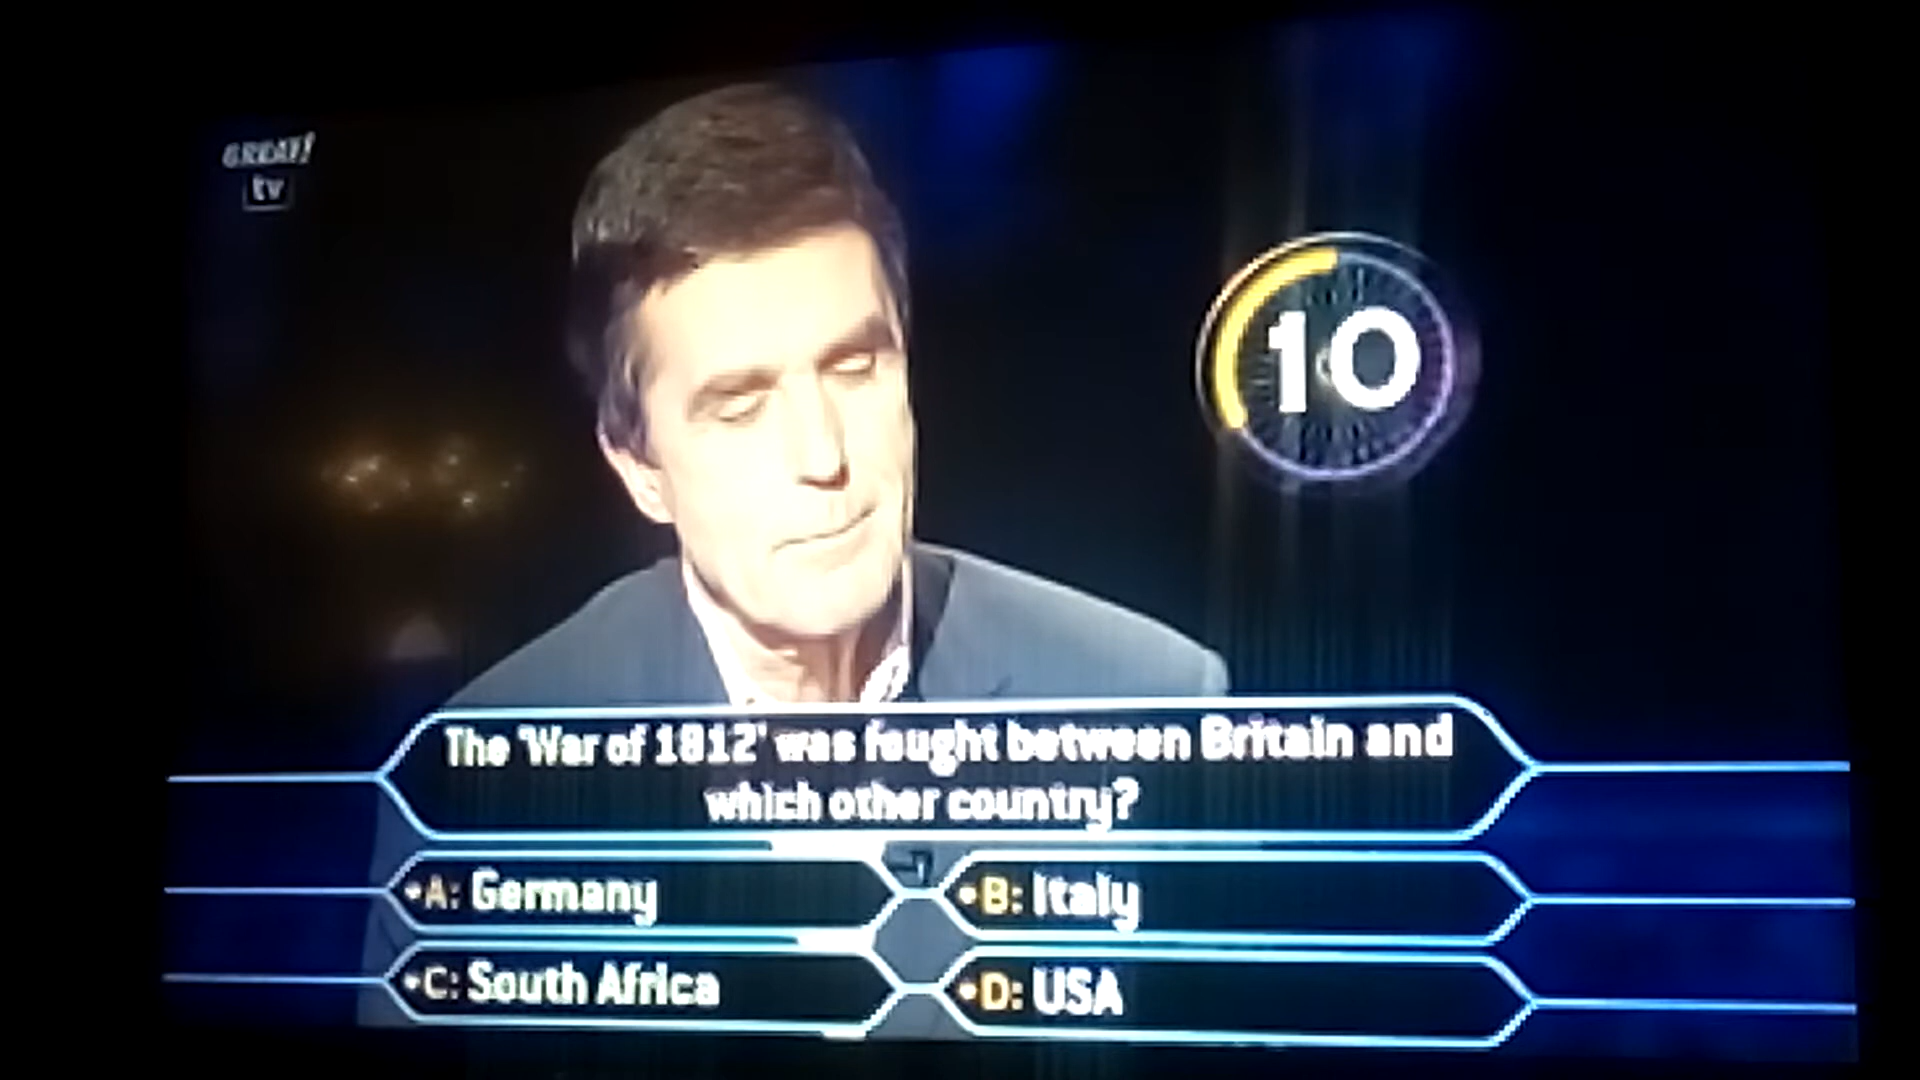 GREAT!
tv
10
The 'War of 1812' was fought between Britain and
which other country?
•A: Germany
•B: Italy
•C: South Africa
•D: USA